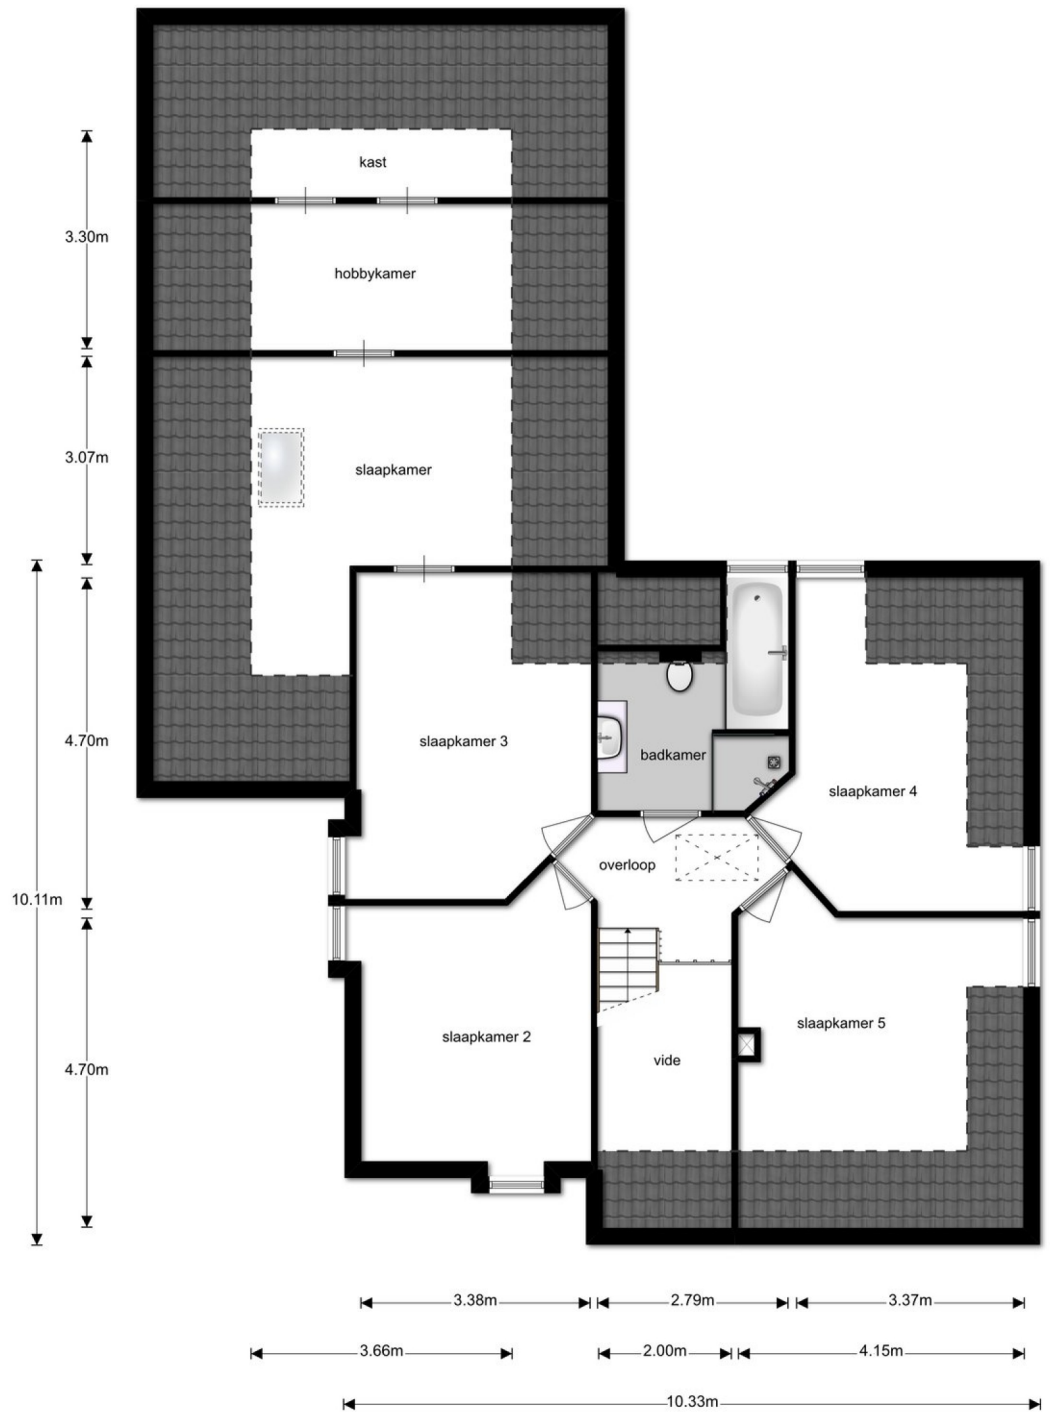 kast
3.30m
hobbykamer
3.07m
slaapkamer
4.70m
slaapkamer 3
badkamer
slaapkamer 4
overloop
10.11m
slaapkamer 2
slaapkamer 5
vide
4.70m
3.38m
2.79m
3.37m
3.66m
2.00m
4.15m
10.33m